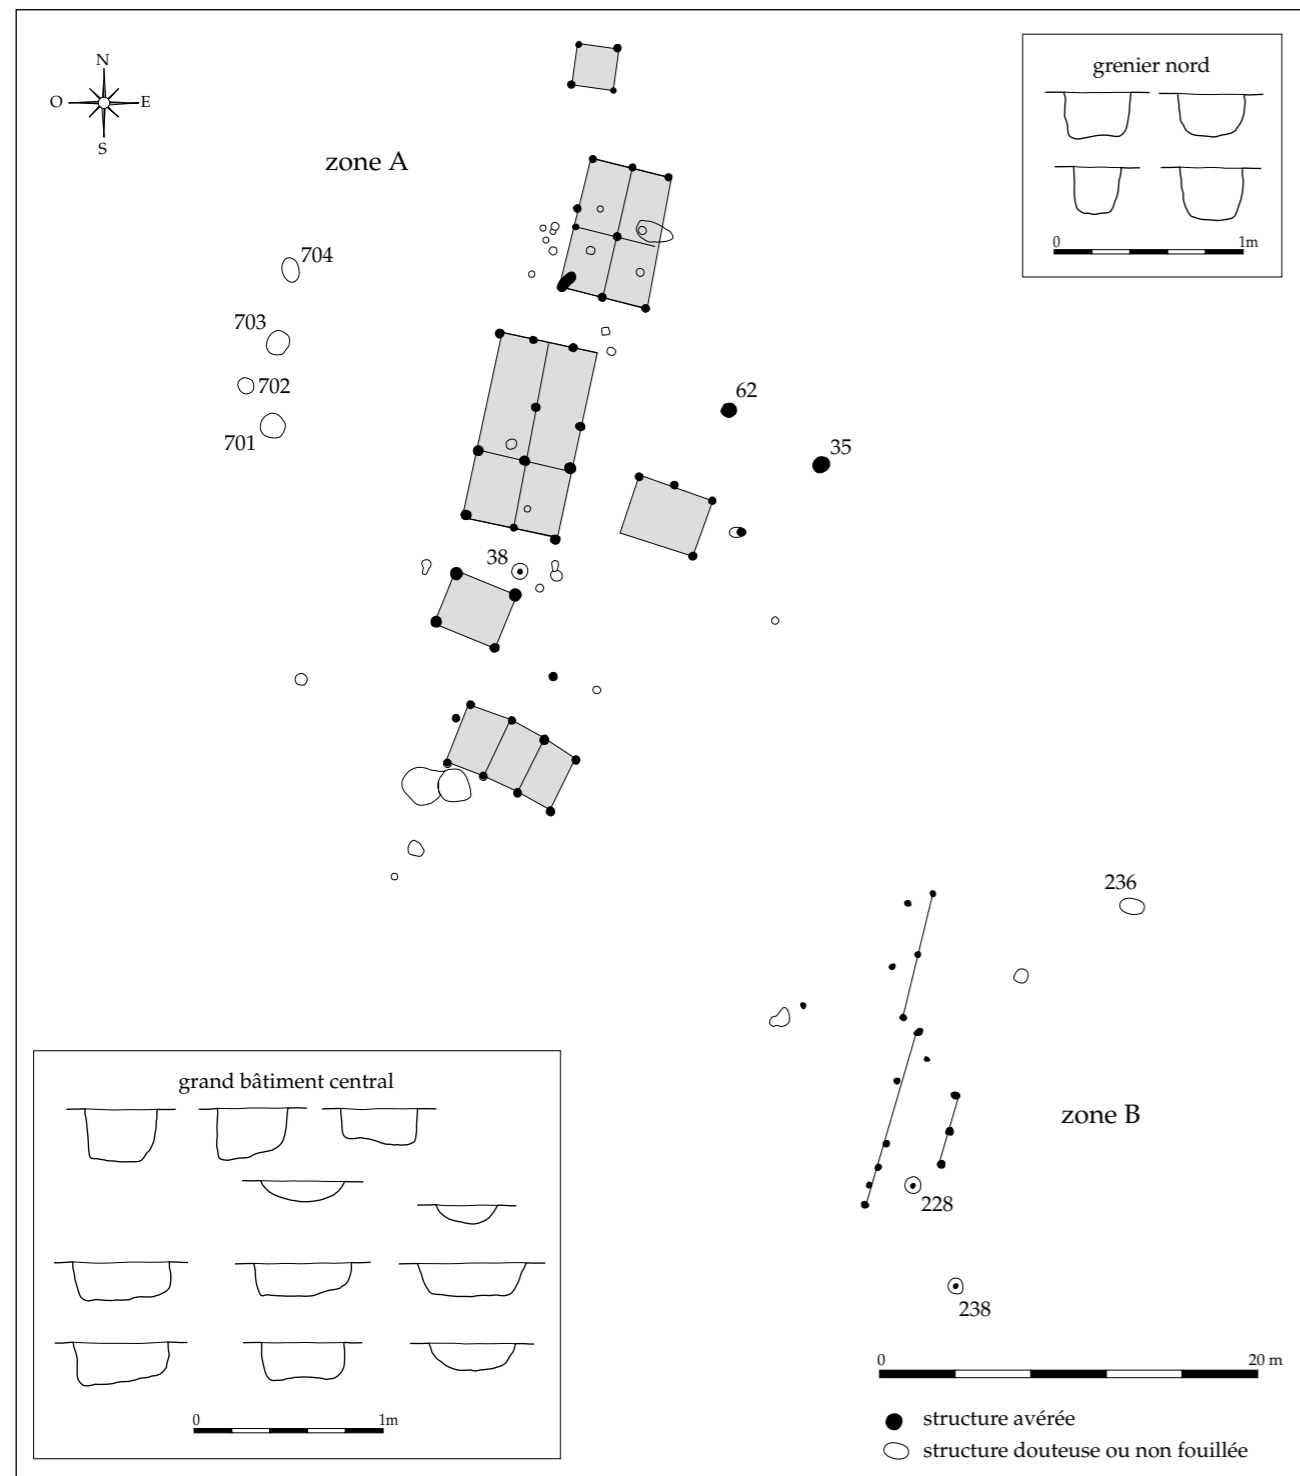 N
O
E
S
zone A
grenier nord
0
1m
704
703
702
701
62
35
38
236
grand bâtiment central
0
1m
zone B
228
238
0
20 m
structure avérée
structure douteuse ou non fouillée